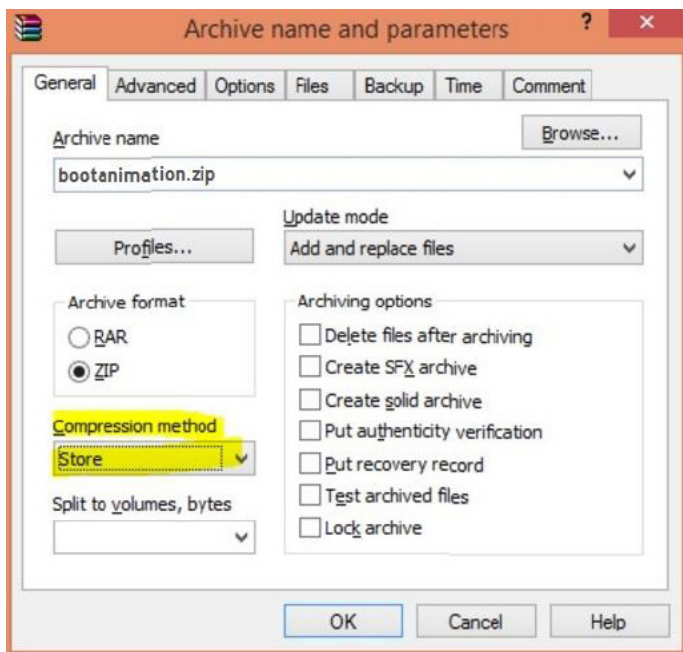 Archive name and parameters
? ×
General Advanced Options Files Backup Time Comment
Archive name
Browse...
bootanimation.zip
Profiles...
Update mode
Add and replace files
Archive format
RAR
ZIP
Compression method
Store
Split to volumes, bytes
Archiving options
Delete files after archiving
Create SFX archive
Create solid archive
Put authenticity verification
Put recovery record
Test archived files
Lock archive
OK Cancel Help